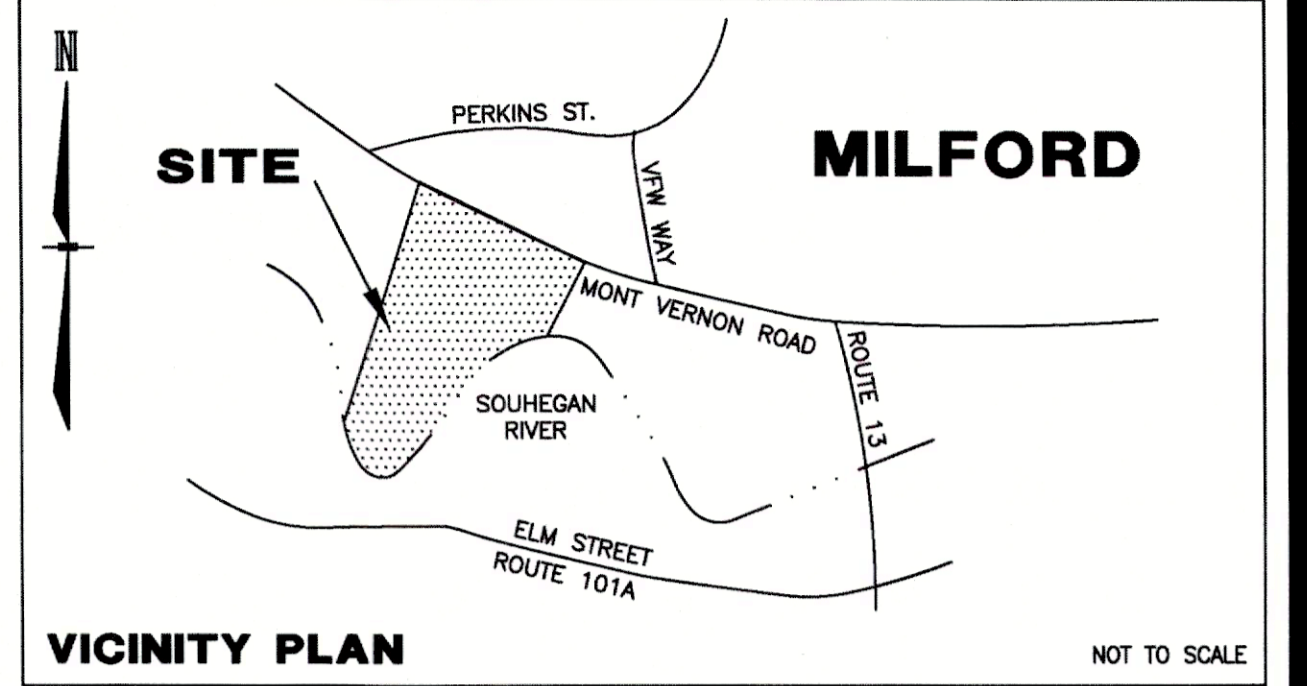 N
PERKINS ST.
SITE
MILFORD
VFW WAY
MONT VERNON ROAD
ROUTE 13
SOUHEGAN
RIVER
ELM STREET
ROUTE 101A
VICINITY PLAN
NOT TO SCALE